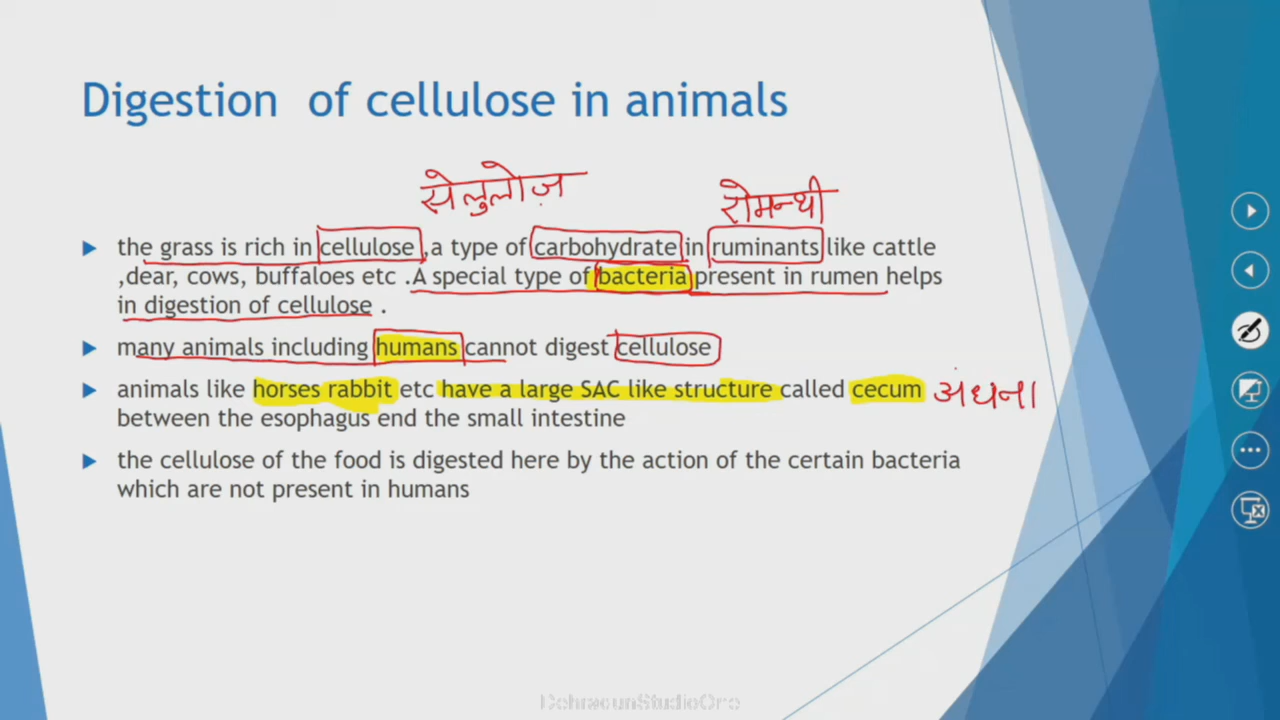 Digestion of cellulose in animals
सेलुलोज़
रोमन्थी
the grass is rich in cellulose ,a type of carbohydrate in ruminants like cattle
,dear, cows, buffaloes etc .A special type of bacteria present in rumen helps
in digestion of cellulose .
many animals including humans cannot digest cellulose
animals like horses rabbit etc have a large SAC like structure called cecum अंधना
between the esophagus end the small intestine
the cellulose of the food is digested here by the action of the certain bacteria
which are not present in humans
DehradunStudioOne